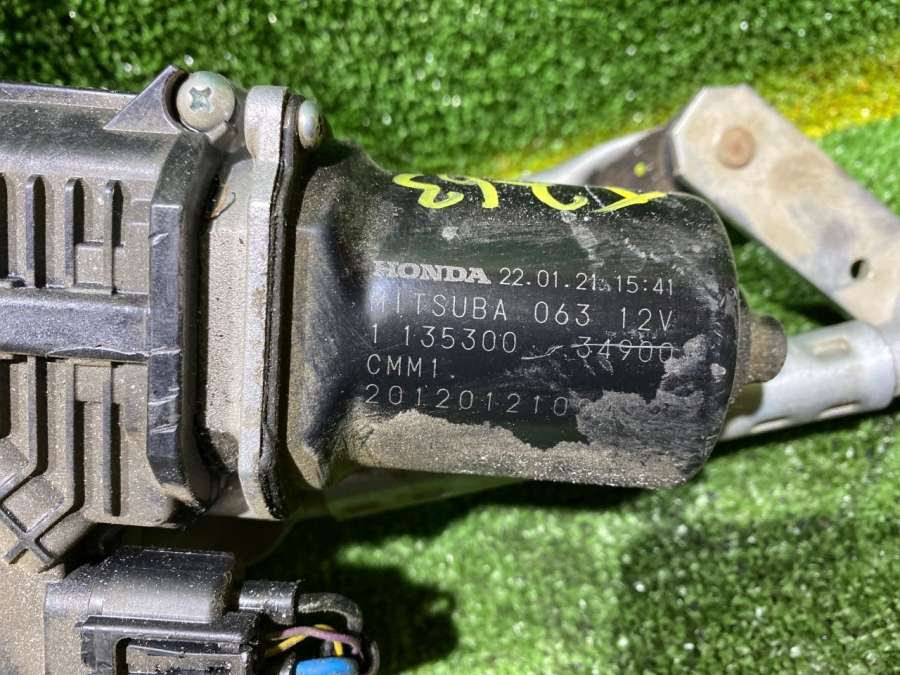 HONDA 22.01.21 15:41
MITSUBA 063 12V
1 135300 34900
CMM1
201201210